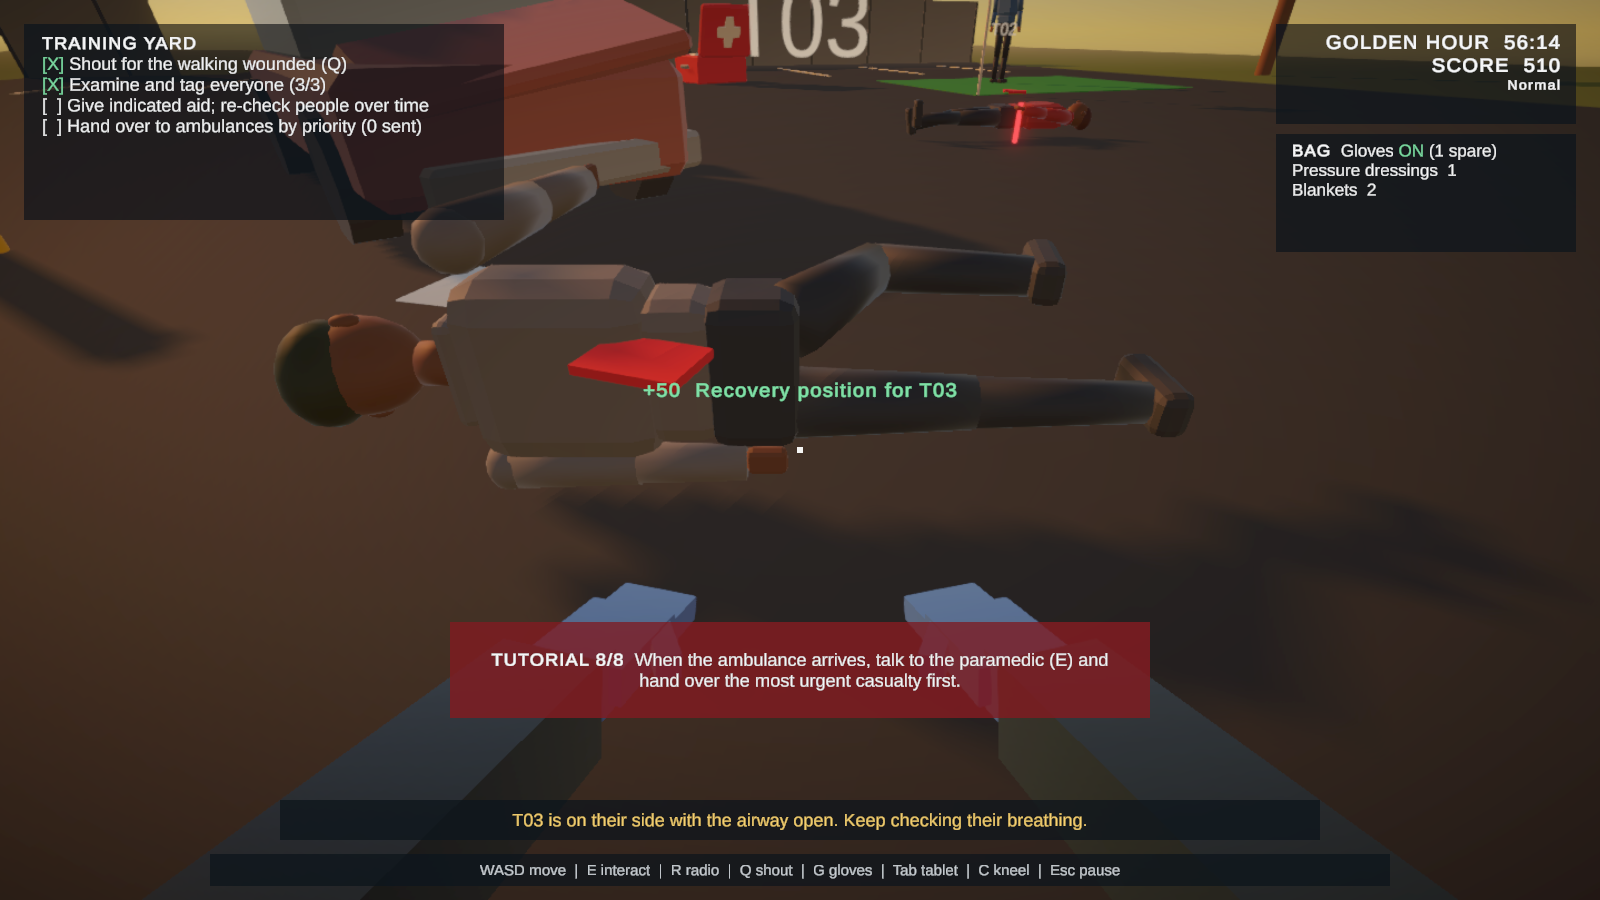 TRAINING YARD
[X] Shout for the walking wounded (Q)
[X] Examine and tag everyone (3/3)
[ ] Give indicated aid; re-check people over time
[ ] Hand over to ambulances by priority (0 sent)
T03
T02
GOLDEN HOUR 56:14
SCORE 510
Normal
BAG Gloves ON (1 spare)
Pressure dressings 1
Blankets 2
+50 Recovery position for T03
TUTORIAL 8/8 When the ambulance arrives, talk to the paramedic (E) and
hand over the most urgent casualty first.
T03 is on their side with the airway open. Keep checking their breathing.
WASD move | E interact | R radio | Q shout | G gloves | Tab tablet | C kneel | Esc pause